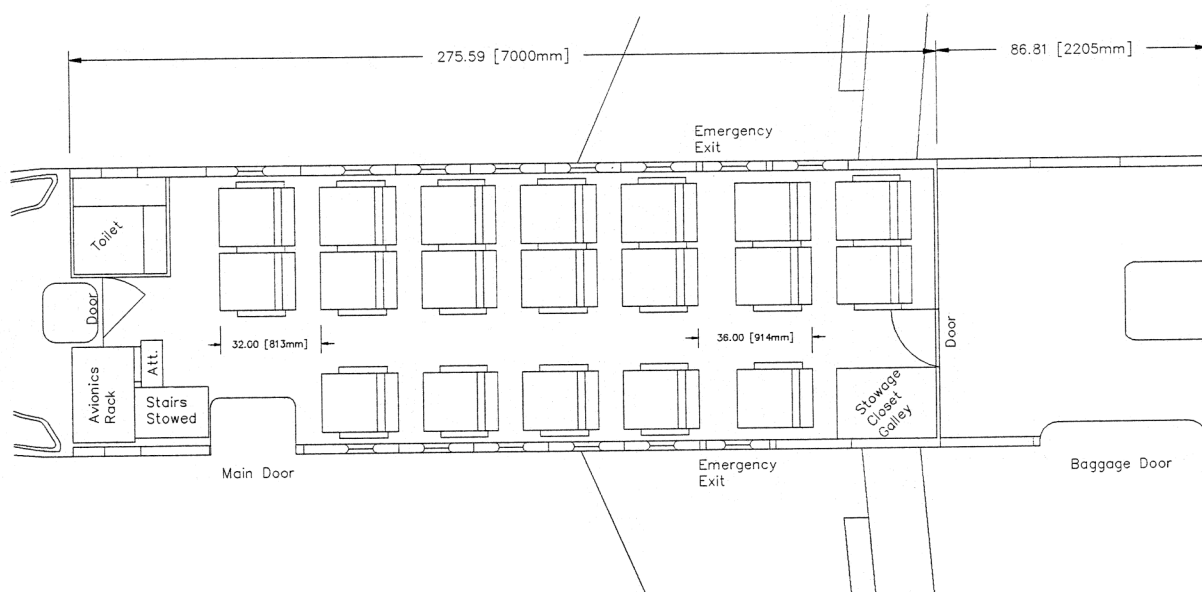 275.59 [7000mm]
86.81 [2205mm]
Emergency
Exit
Toilet
Door
32.00 [813mm]
36.00 [914mm]
Door
Avionics
Rack
Att.
Stairs
Stowed
Stowage
Closet
Galley
Main Door
Emergency
Exit
Baggage Door